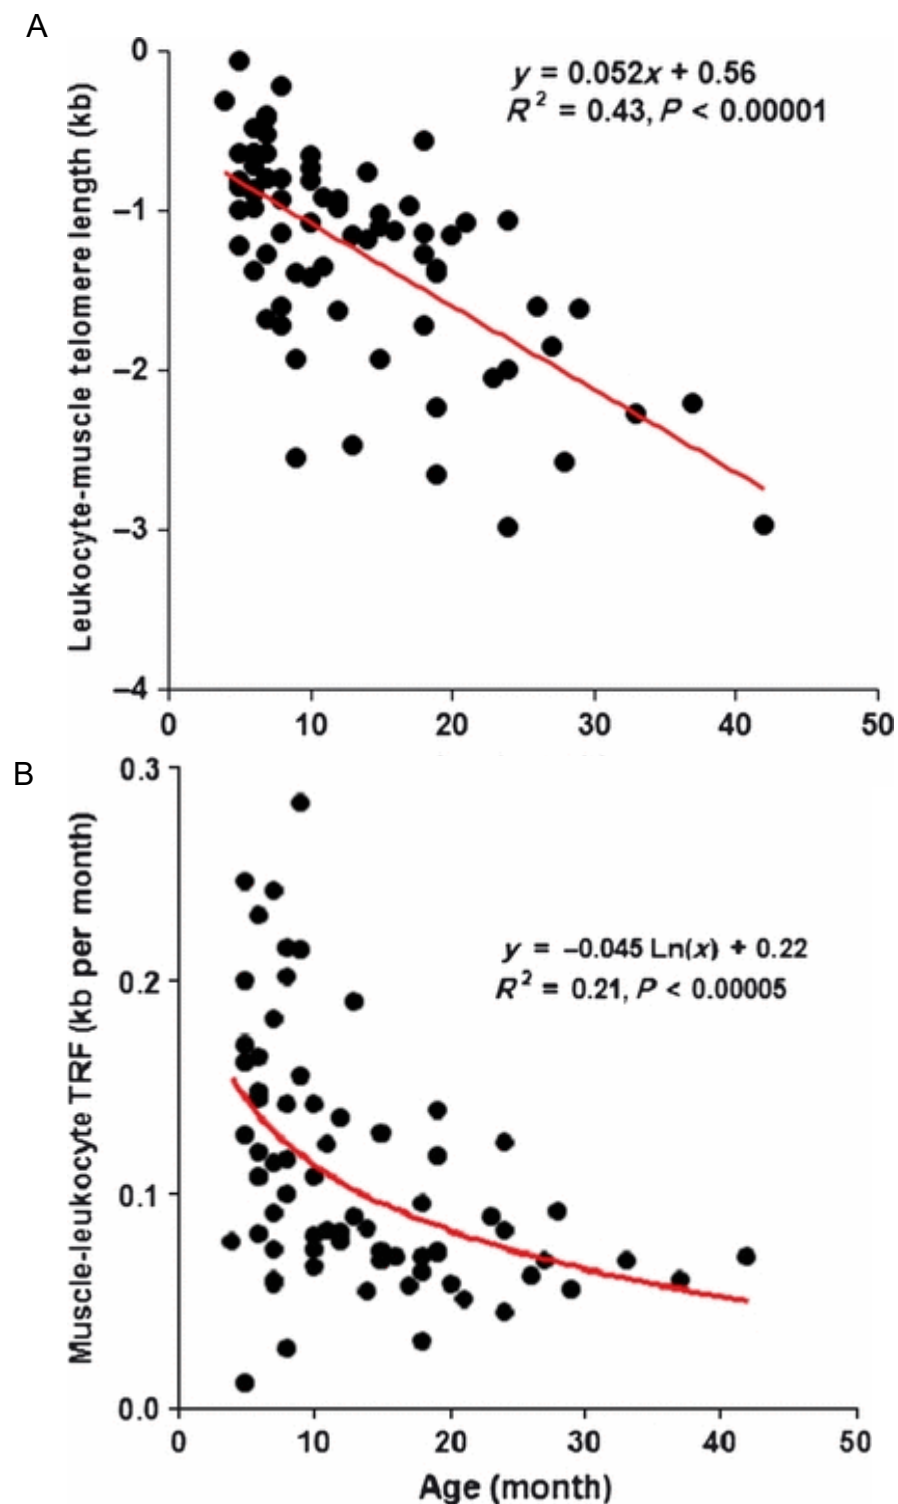 A
Leukocyte-muscle telomere length (kb)
0
–1
–2
–3
–4
y = 0.052x + 0.56
R² = 0.43, P < 0.00001
0 10 20 30 40 50
B
Muscle-leukocyte TRF (kb per month)
0.3
0.2
0.1
0.0
y = –0.045 Ln(x) + 0.22
R² = 0.21, P < 0.00005
0 10 20 30 40 50
Age (month)